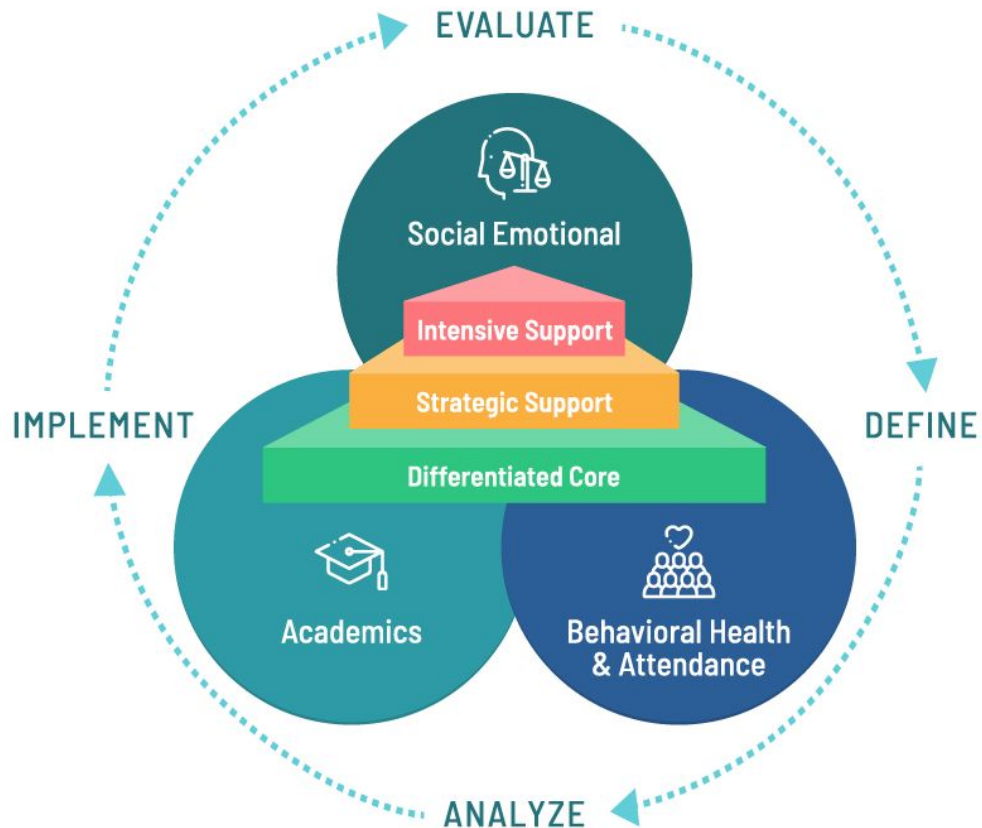 EVALUATE
Social Emotional
Intensive Support
Strategic Support
IMPLEMENT
DEFINE
Differentiated Core
Academics
Behavioral Health
& Attendance
ANALYZE